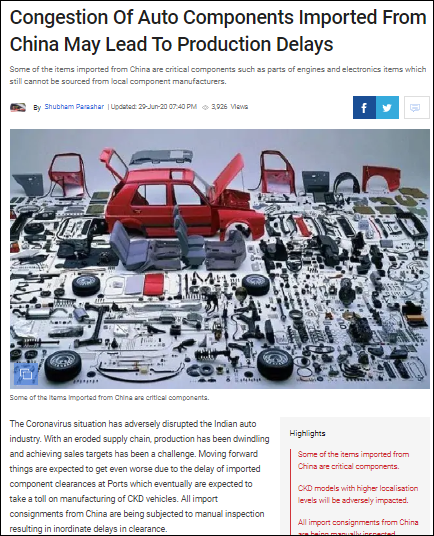 Congestion Of Auto Components Imported From
China May Lead To Production Delays
Some of the items imported from China are critical components such as parts of engines and electronics items which
still cannot be sourced from local component manufacturers.
By Shubham Parashar | Updated: 29-Jun-20 07:40 PM 3,926 Views
Some of the items imported from China are critical components.
The Coronavirus situation has adversely disrupted the Indian auto
industry. With an eroded supply chain, production has been dwindling
and achieving sales targets has been a challenge. Moving forward
things are expected to get even worse due to the delay of imported
component clearances at Ports which eventually are expected to
take a toll on manufacturing of CKD vehicles. All import
consignments from China are being subjected to manual inspection
resulting in inordinate delays in clearance.
Highlights
Some of the items imported from
China are critical components.
CKD models with higher localisation
levels will be adversely impacted.
All import consignments from China
are being manually inspected